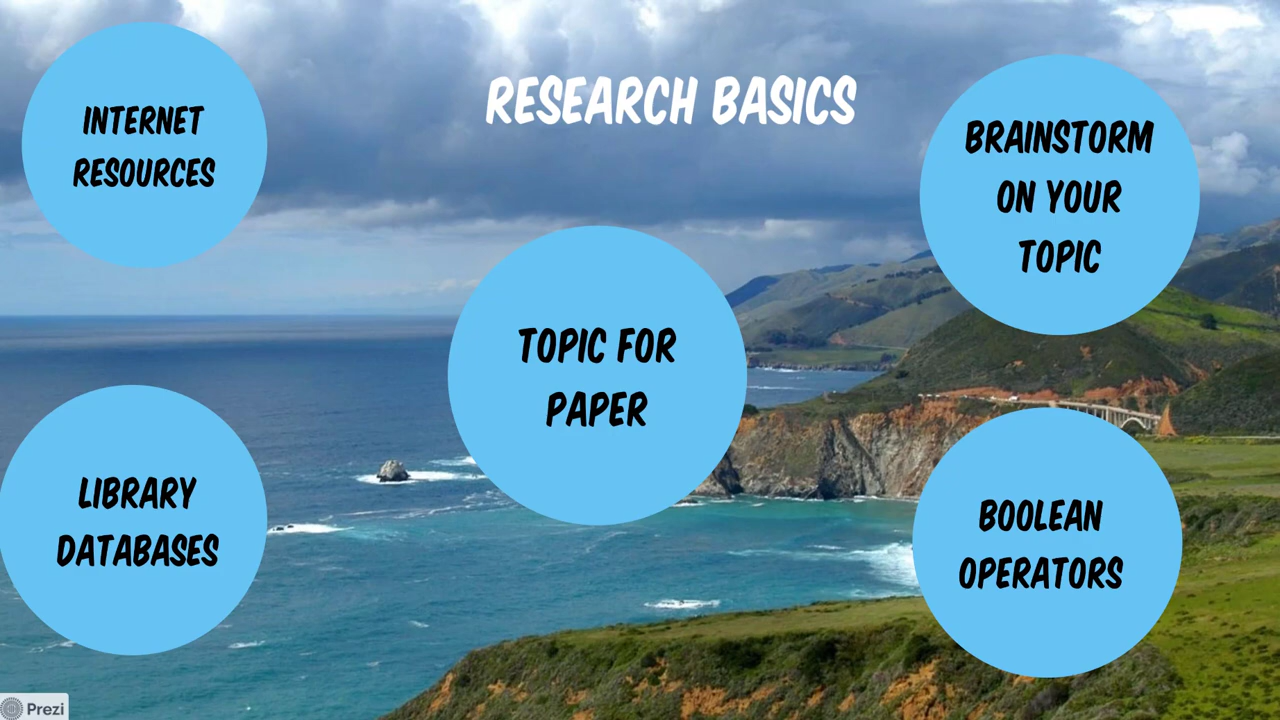 RESEARCH BASICS
INTERNET
RESOURCES
BRAINSTORM
ON YOUR
TOPIC
TOPIC FOR
PAPER
LIBRARY
DATABASES
BOOLEAN
OPERATORS
Prezi